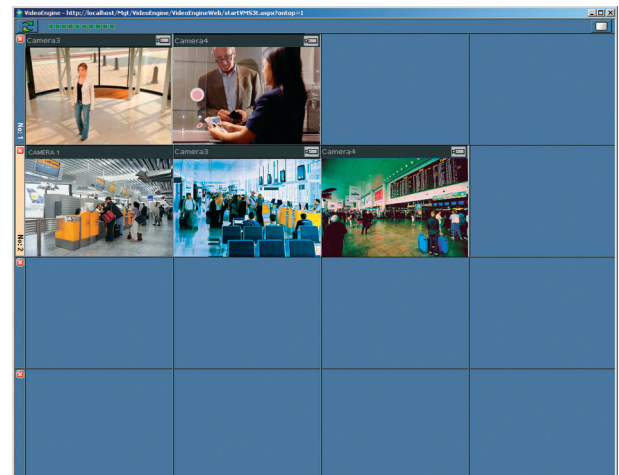 VideoEngine - http://localhost/Mgt/VideoEngine/VideoEngineWeb/startVMS3t.aspx?ontop=1
Camera3
Camera4
No: 1
CAMERA 1
Camera3
Camera4
No: 2